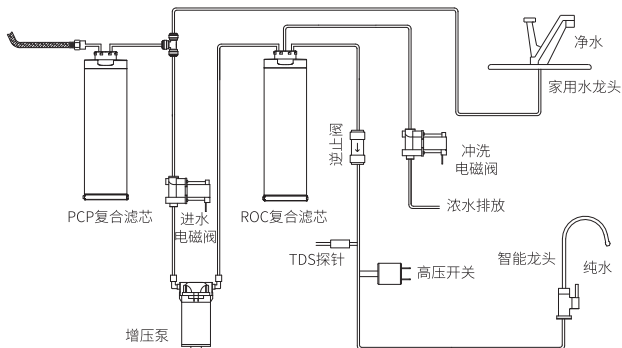 净水
家用水龙头
逆止阀
冲洗
电磁阀
浓水排放
PCP复合滤芯
进水
电磁阀
ROC复合滤芯
TDS探针
高压开关
智能龙头
纯水
增压泵